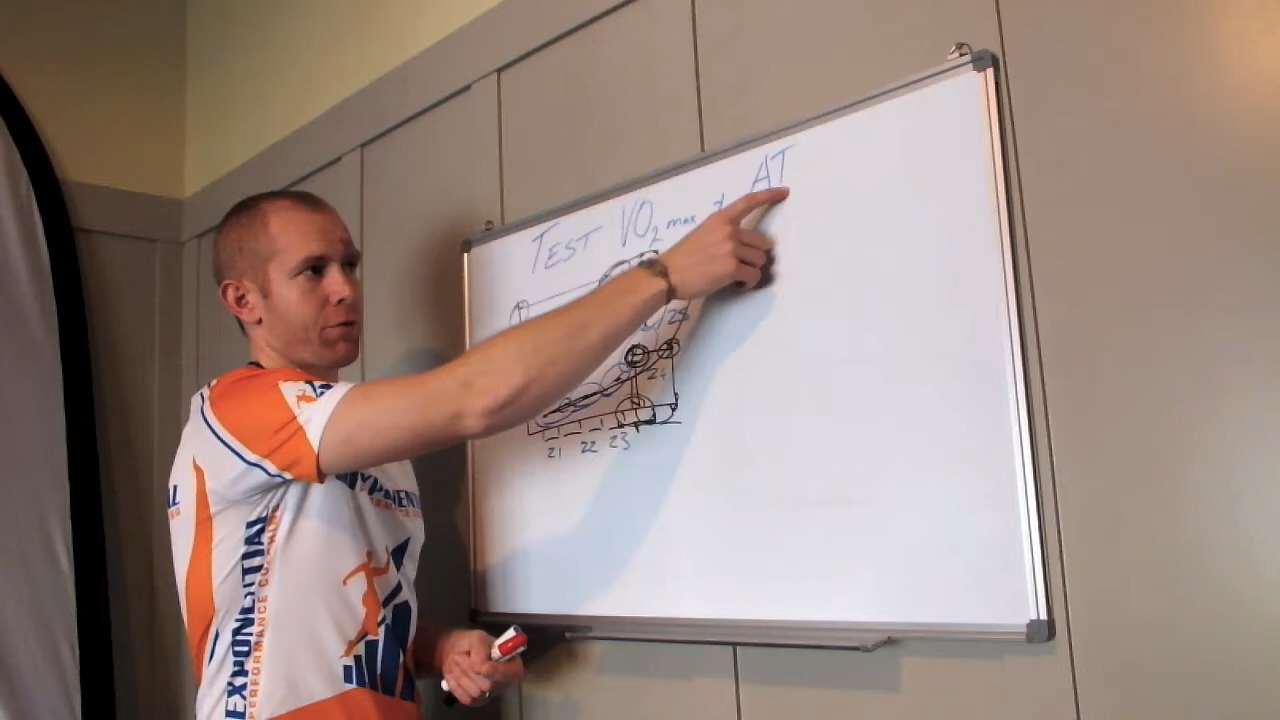 TEST VO2 max + AT
25
24
21 22 23
EXPONENTIAL
PERFORMANCE COACHING